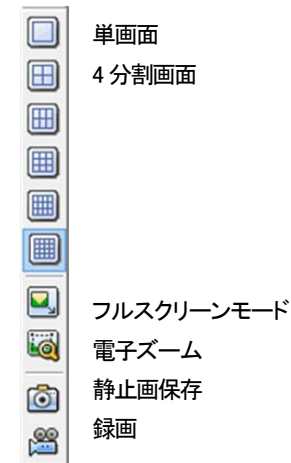 単画面
4 分割画面
フルスクリーンモード
電子ズーム
静止画保存
録画